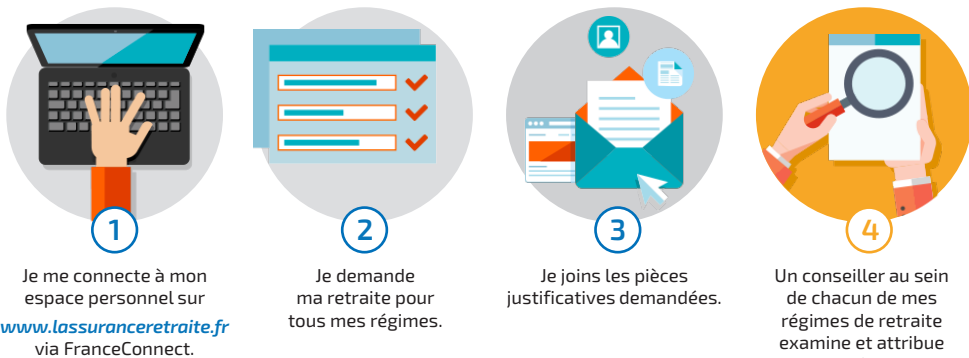 1
Je me connecte à mon
espace personnel sur
www.lassuranceretraite.fr
via FranceConnect.
2
Je demande
ma retraite pour
tous mes régimes.
3
Je joins les pièces
justificatives demandées.
4
Un conseiller au sein
de chacun de mes
régimes de retraite
examine et attribue